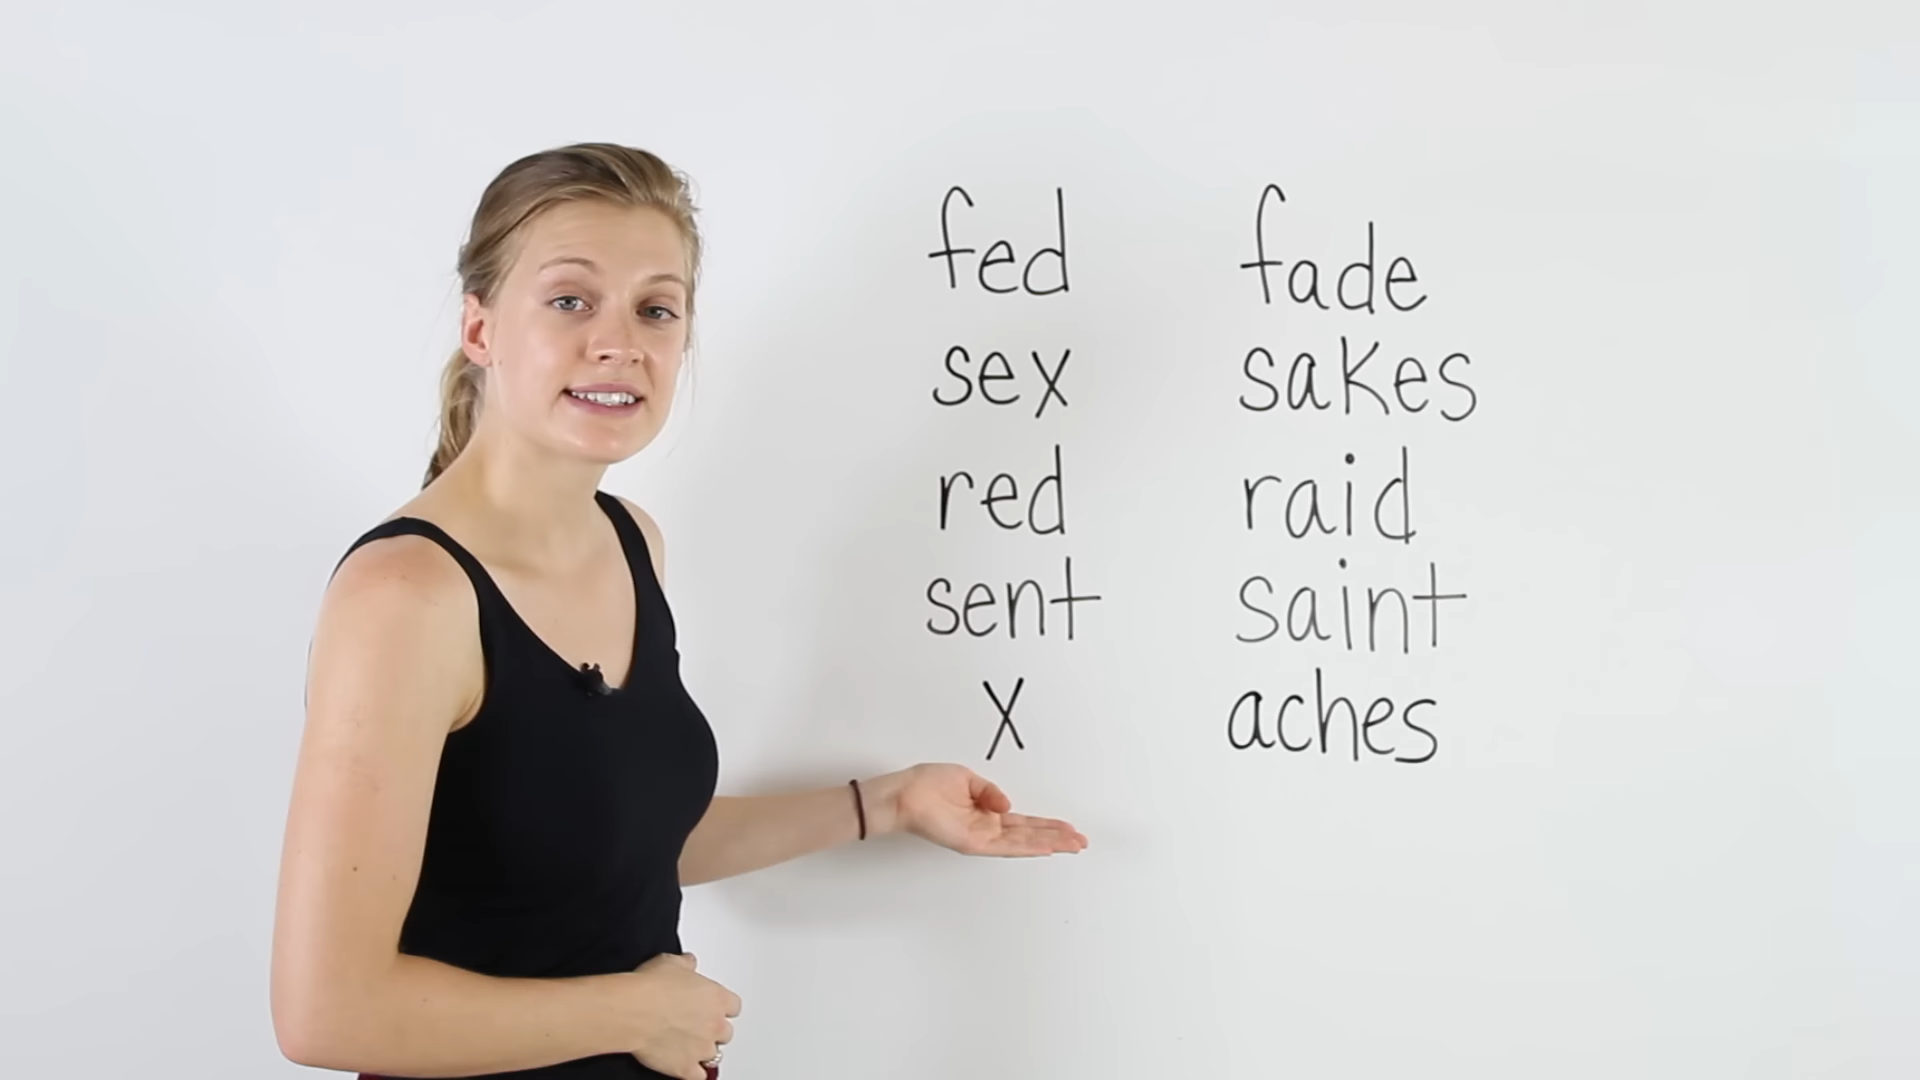 fed fade
sex sakes
red raid
sent saint
x aches